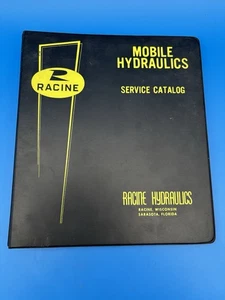 MOBILE
HYDRAULICS
SERVICE CATALOG
R
RACINE
RACINE HYDRAULICS
RACINE, WISCONSIN
SARASOTA, FLORIDA